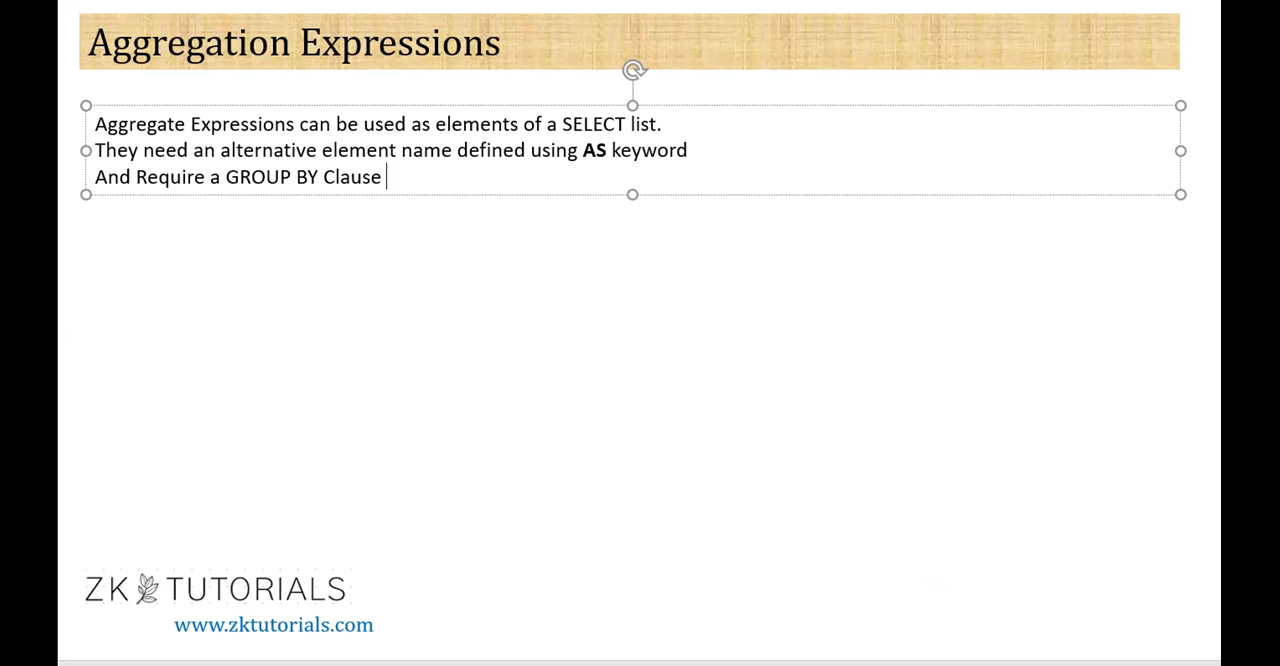 Aggregation Expressions
Aggregate Expressions can be used as elements of a SELECT list.
They need an alternative element name defined using AS keyword
And Require a GROUP BY Clause
ZK TUTORIALS
www.zktutorials.com